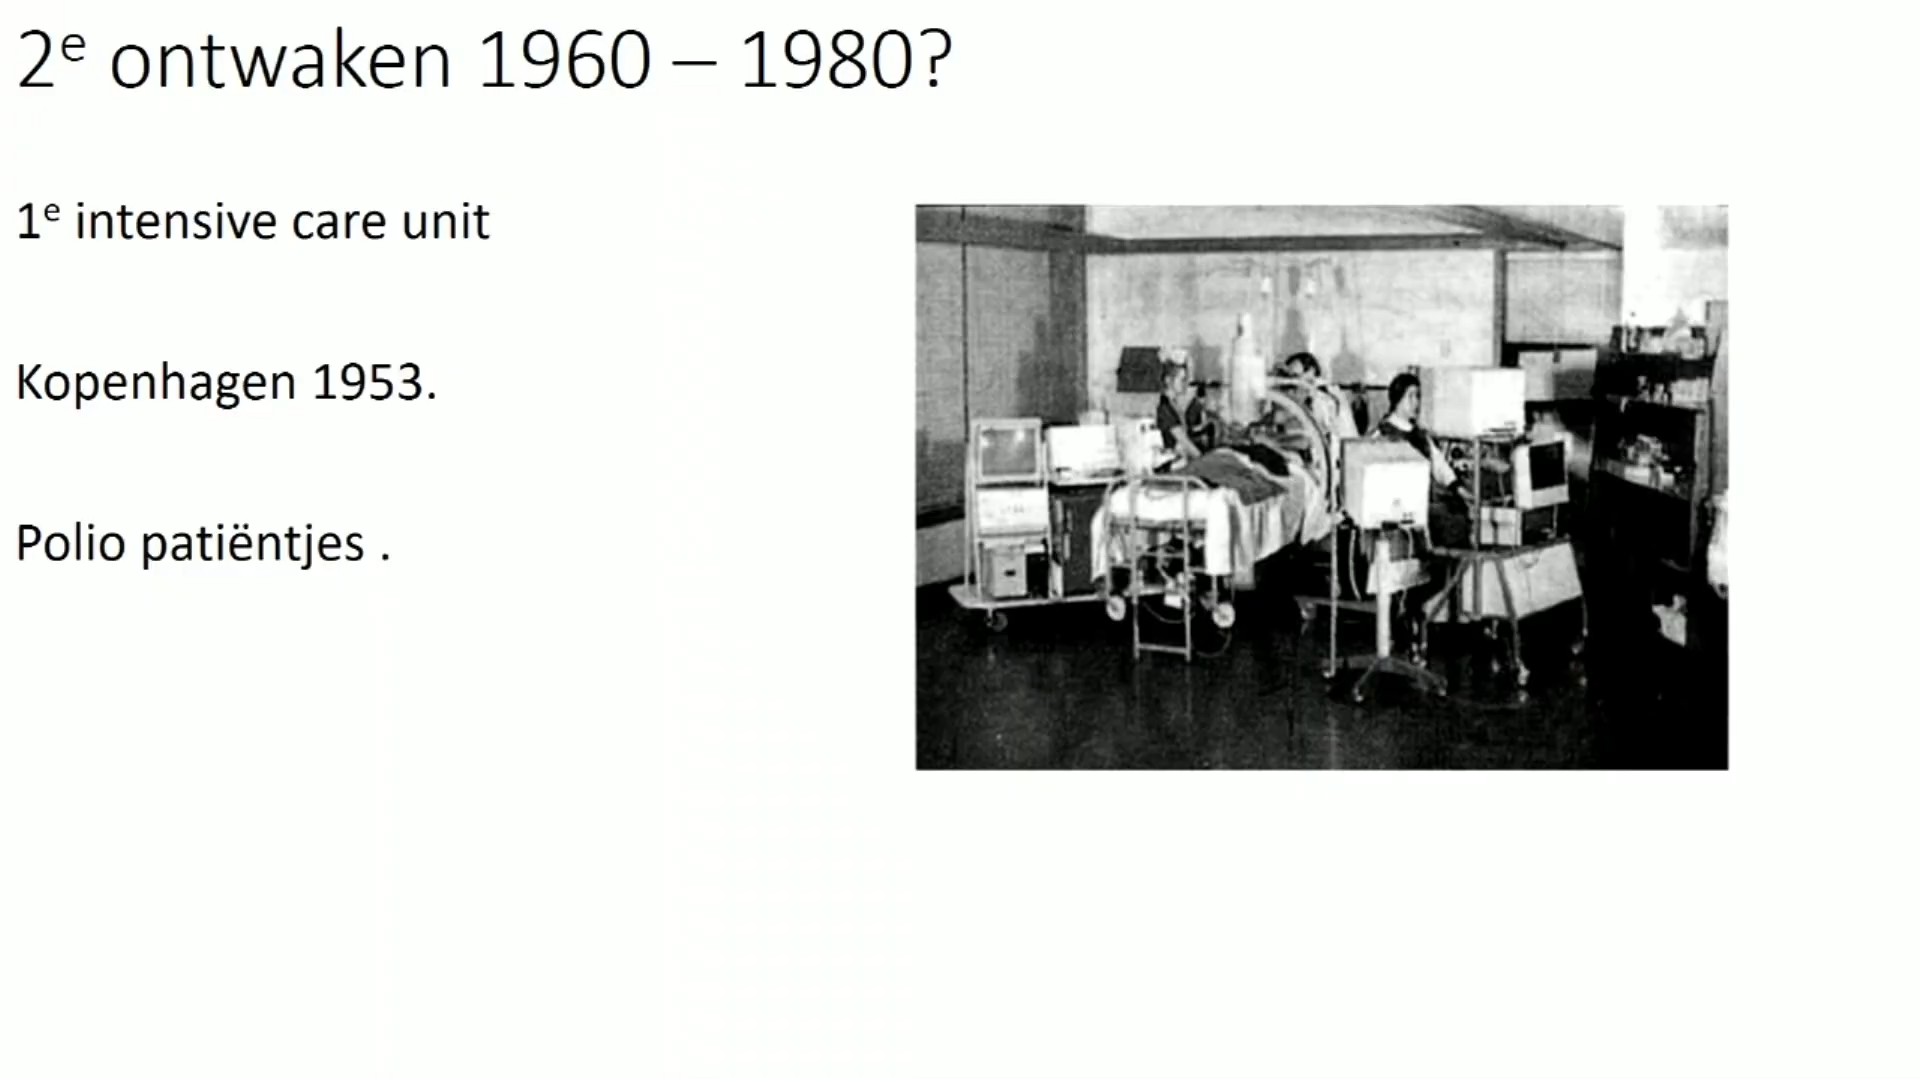 2e ontwaken 1960 – 1980?
1e intensive care unit
Kopenhagen 1953.
Polio patiëntjes .